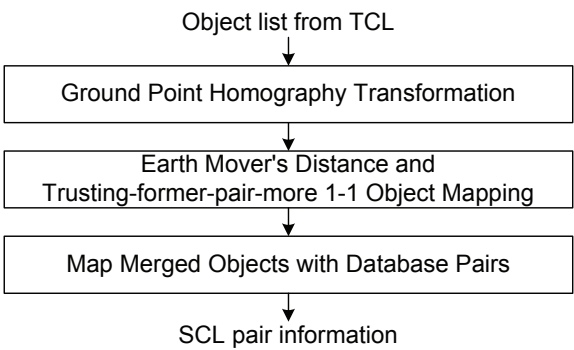 Object list from TCL
Ground Point Homography Transformation
Earth Mover's Distance and
Trusting-former-pair-more 1-1 Object Mapping
Map Merged Objects with Database Pairs
SCL pair information